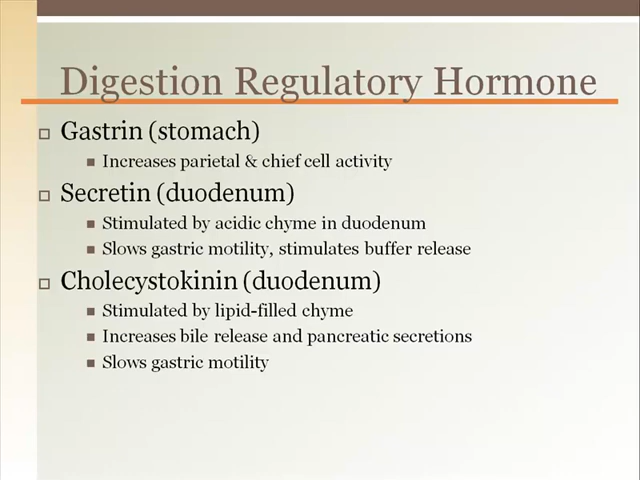 Digestion Regulatory Hormone
Gastrin (stomach)
Increases parietal & chief cell activity
Secretin (duodenum)
Stimulated by acidic chyme in duodenum
Slows gastric motility, stimulates buffer release
Cholecystokinin (duodenum)
Stimulated by lipid-filled chyme
Increases bile release and pancreatic secretions
Slows gastric motility